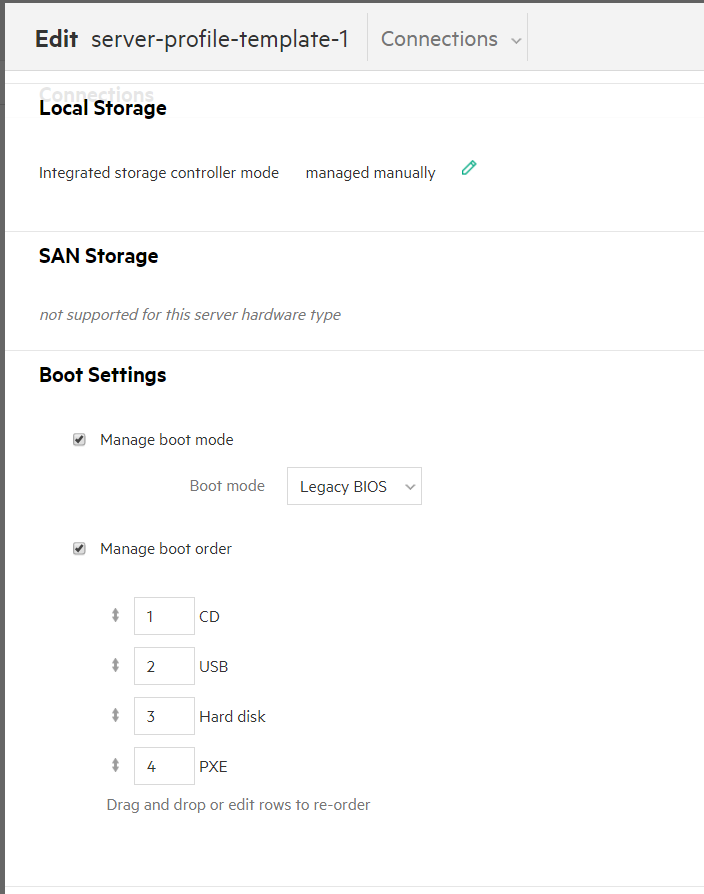 Edit server-profile-template-1 Connections
Connections
Local Storage
Integrated storage controller mode managed manually
SAN Storage
not supported for this server hardware type
Boot Settings
Manage boot mode
Boot mode Legacy BIOS
Manage boot order
1 CD
2 USB
3 Hard disk
4 PXE
Drag and drop or edit rows to re-order